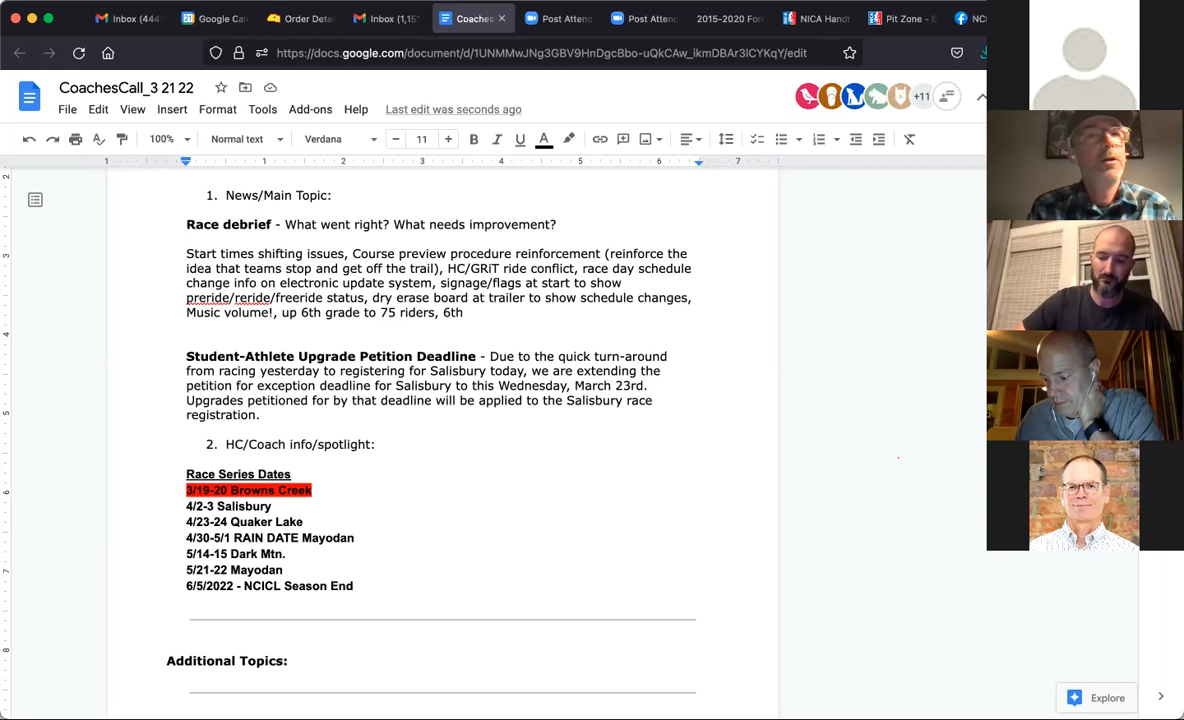 Inbox (444
Google Cal
Order Deta
Inbox (1,15
Coaches
Post Attend
Post Attend
2015-2020 For
NICA Handl
Pit Zone - B
NCI
https://docs.google.com/document/d/1UNMMwJNg3GBV9HnDgcBbo-uQkCAw_ikmDBAr3lCYKqY/edit
CoachesCall_3 21 22
+11
File Edit View Insert Format Tools Add-ons Help Last edit was seconds ago
100% Normal text Verdana - 11 + B I U A
1 1 2 3 4 5 6 7
1. News/Main Topic:
Race debrief - What went right? What needs improvement?
Start times shifting issues, Course preview procedure reinforcement (reinforce the
idea that teams stop and get off the trail), HC/GRiT ride conflict, race day schedule
change info on electronic update system, signage/flags at start to show
preride/reride/freeride status, dry erase board at trailer to show schedule changes,
Music volume!, up 6th grade to 75 riders, 6th
Student-Athlete Upgrade Petition Deadline - Due to the quick turn-around
from racing yesterday to registering for Salisbury today, we are extending the
petition for exception deadline for Salisbury to this Wednesday, March 23rd.
Upgrades petitioned for by that deadline will be applied to the Salisbury race
registration.
2. HC/Coach info/spotlight:
Race Series Dates
3/19-20 Browns Creek
4/2-3 Salisbury
4/23-24 Quaker Lake
4/30-5/1 RAIN DATE Mayodan
5/14-15 Dark Mtn.
5/21-22 Mayodan
6/5/2022 - NCICL Season End
Additional Topics:
Explore